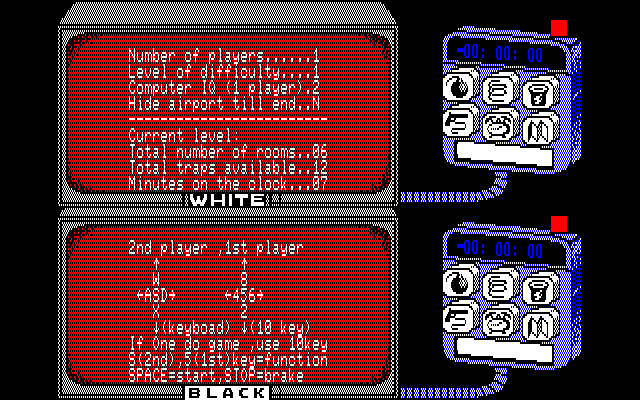 Number of players......1
Level of difficulty....1
Computer IQ (1 player).2
Hide airport till end..N
-------------------------
Current level:
Total number of rooms..06
Total traps available..12
Minutes on the clock...07
WHITE
-00: 00: 00
2nd player ,1st player
↑ ↑
W 8
←ASD→ ←456→
X 2
↓(keyboad) ↓(10 key)
If One do game ,use 10key
S(2nd),5(1st)key=function
SPACE=start,STOP=brake
BLACK
-00: 00: 00